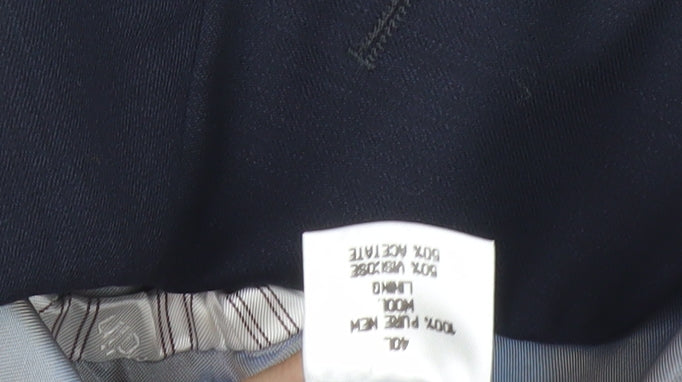 40L
100% PURE NEW
WOOL
LINING
50% VISCOSE
50% ACETATE